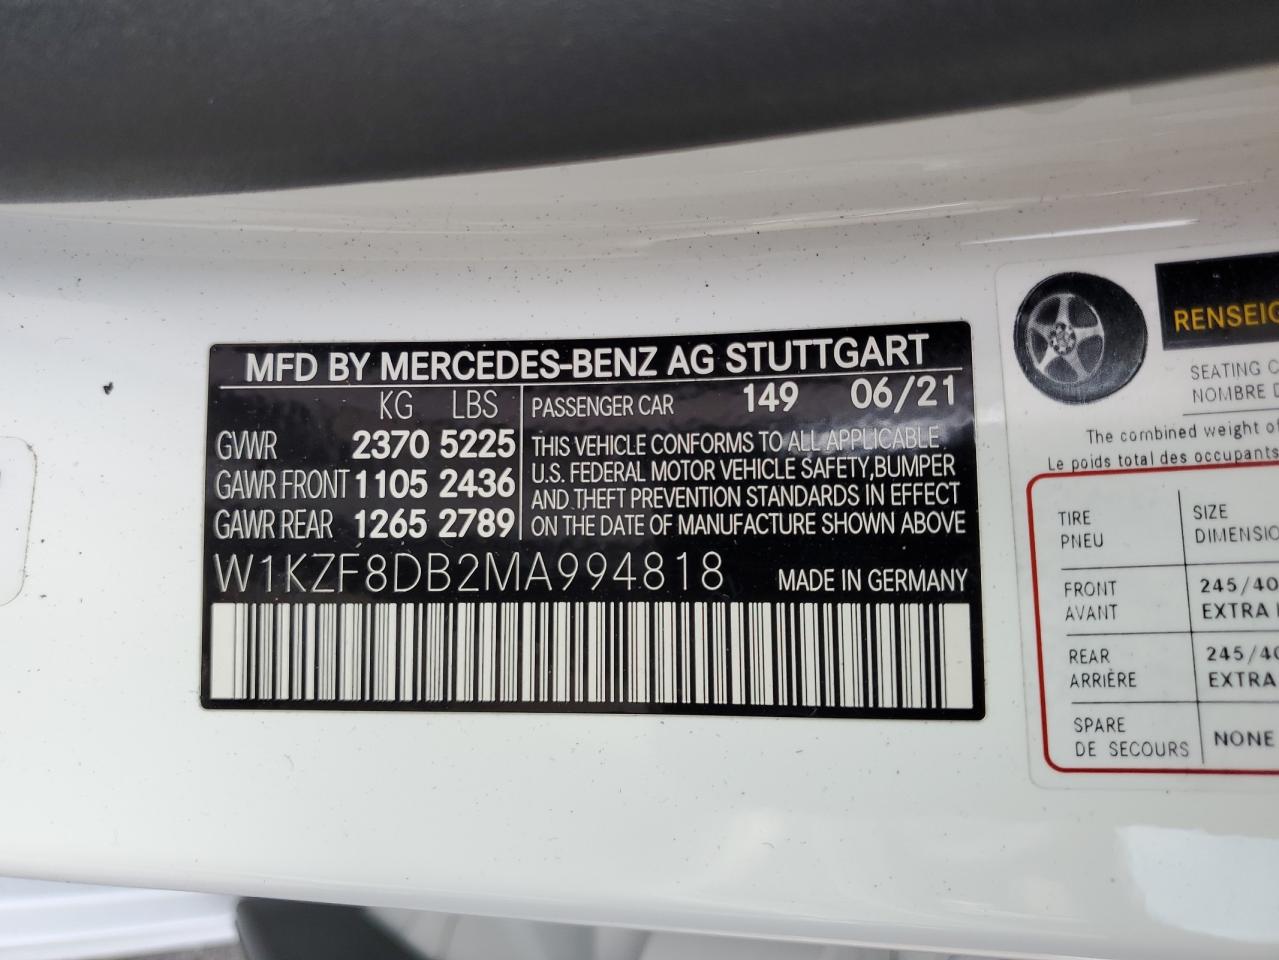 MFD BY MERCEDES-BENZ AG STUTTGART
KG LBS
GVWR 2370 5225
GAWR FRONT 1105 2436
GAWR REAR 1265 2789
PASSENGER CAR 149 06/21
THIS VEHICLE CONFORMS TO ALL APPLICABLE
U.S. FEDERAL MOTOR VEHICLE SAFETY,BUMPER
AND THEFT PREVENTION STANDARDS IN EFFECT
ON THE DATE OF MANUFACTURE SHOWN ABOVE
W1KZF8DB2MA994818 MADE IN GERMANY
RENSEIG
SEATING C
NOMBRE D
The combined weight of
Le poids total des occupants
TIRE SIZE
PNEU DIMENSIO
FRONT 245/40
AVANT EXTRA
REAR 245/40
ARRIÈRE EXTRA
SPARE
DE SECOURS NONE